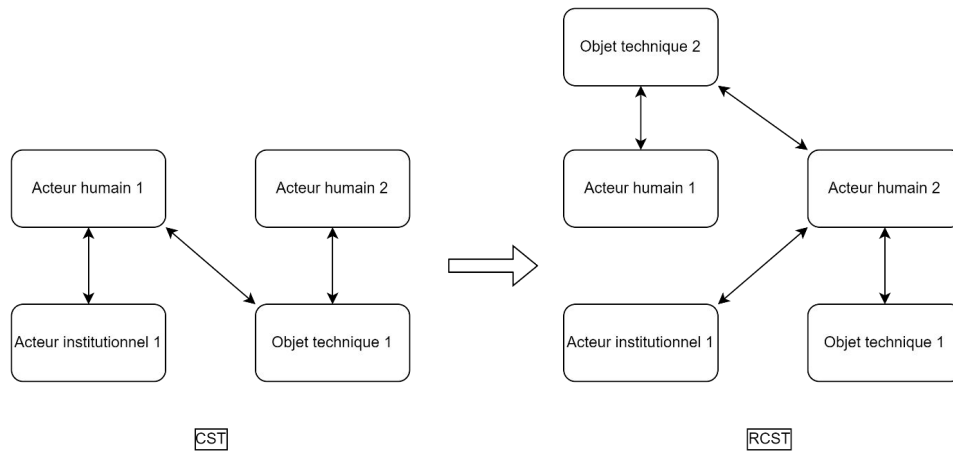 Objet technique 2
Acteur humain 1
Acteur humain 2
Acteur humain 1
Acteur humain 2
Acteur institutionnel 1
Objet technique 1
Acteur institutionnel 1
Objet technique 1
CST
RCST